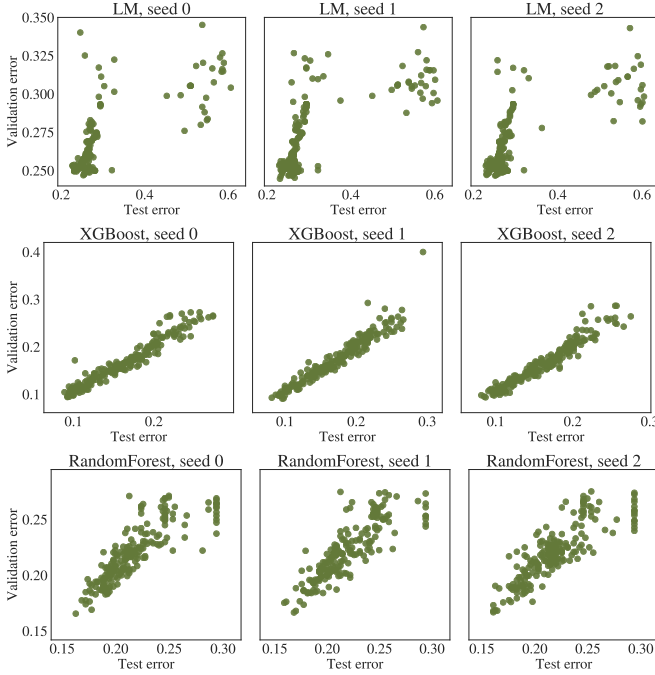 LM, seed 0
LM, seed 1
LM, seed 2
Validation error
0.350
0.325
0.300
0.275
0.250
0.2 0.4 0.6
0.2 0.4 0.6
0.2 0.3 0.4 0.5 0.6
Test error
Test error
Test error
XGBoost, seed 0
XGBoost, seed 1
XGBoost, seed 2
Validation error
0.4
0.3
0.2
0.1
0.1 0.2
0.1 0.2 0.3
0.1 0.2 0.3
Test error
Test error
Test error
RandomForest, seed 0
RandomForest, seed 1
RandomForest, seed 2
Validation error
0.25
0.20
0.15
0.15 0.20 0.25 0.30
0.15 0.20 0.25 0.30
0.15 0.20 0.25 0.30
Test error
Test error
Test error